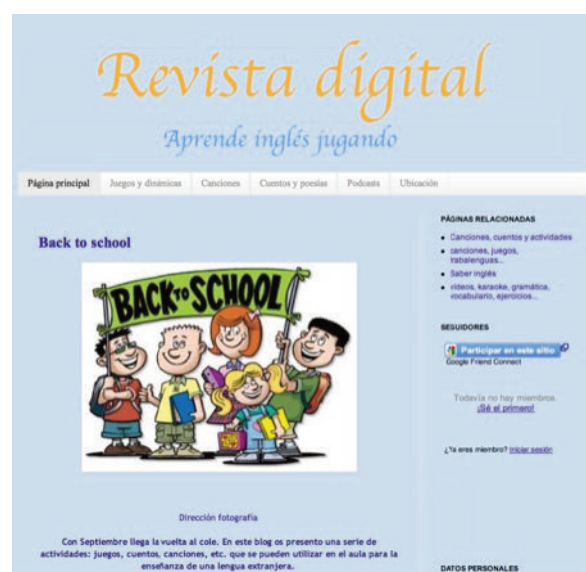 Revista digital
Aprende inglés jugando
Página principal Juegos y dinámicas Canciones Cuentos y poesías Podcasts Ubicación
Back to school
BACK TO SCHOOL
Dirección fotografía
Con Septiembre llega la vuelta al cole. En este blog os presento una serie de
actividades: juegos, cuentos, canciones, etc. que se pueden utilizar en el aula para la
enseñanza de una lengua extranjera.
PÁGINAS RELACIONADAS
Canciones, cuentos y actividades
canciones, juegos,
trabalenguas...
Saber inglés
vídeos, karaoke, gramática,
vocabulario, ejercicios...
SEGUIDORES
Participar en este sitio
Google Friend Connect
Todavía no hay miembros.
¡Sé el primero!
¿Ya eres miembro? Iniciar sesión
DATOS PERSONALES